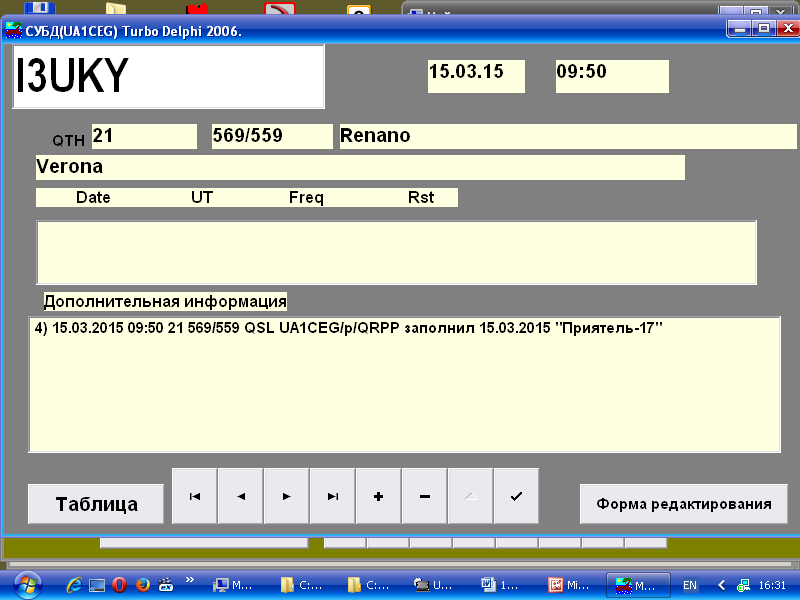 СУБД(UA1CEG) Turbo Delphi 2006.
I3UKY
15.03.15
09:50
QTH 21 569/559 Renano
Verona
Date UT Freq Rst
Дополнительная информация
4) 15.03.2015 09:50 21 569/559 QSL UA1CEG/p/QRPP заполнил 15.03.2015 "Приятель-17"
Таблица
Форма редактирования
M... C:... C:... U... 1... Mi... M... EN 16:31